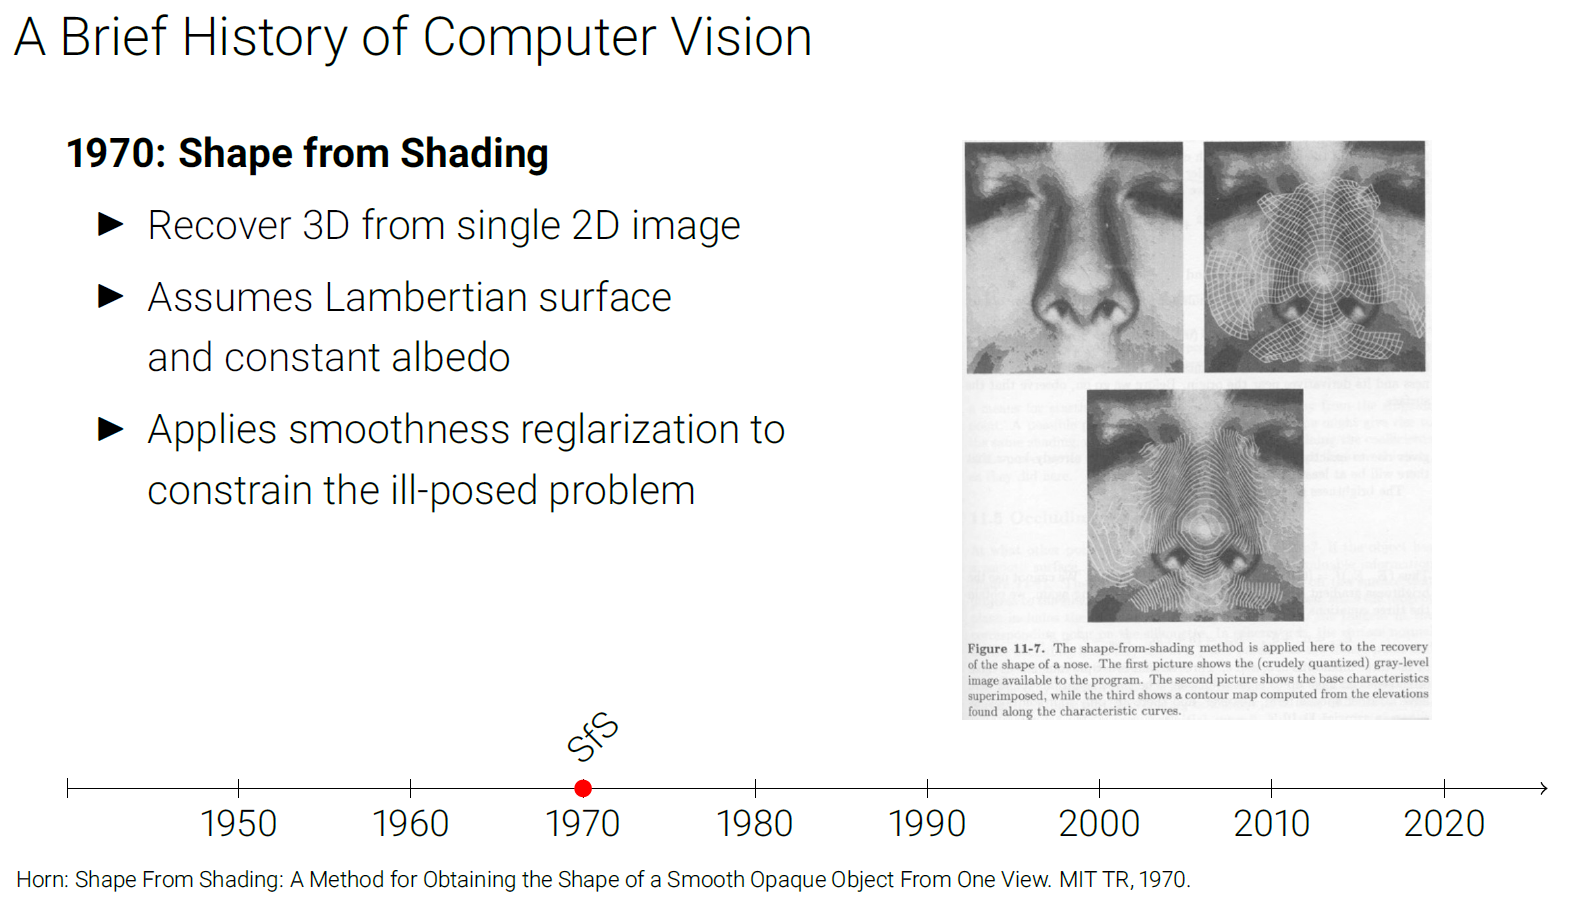 A Brief History of Computer Vision
1970: Shape from Shading
► Recover 3D from single 2D image
► Assumes Lambertian surface
and constant albedo
► Applies smoothness reglarization to
constrain the ill-posed problem
Figure 11-7. The shape-from-shading method is applied here to the recovery
of the shape of a nose. The first picture shows the (crudely quantized) gray-level
image available to the program. The second picture shows the base characteristics
superimposed, while the third shows a contour map computed from the elevations
found along the characteristic curves.
SfS
1950 1960 1970 1980 1990 2000 2010 2020
Horn: Shape From Shading: A Method for Obtaining the Shape of a Smooth Opaque Object From One View. MIT TR, 1970.